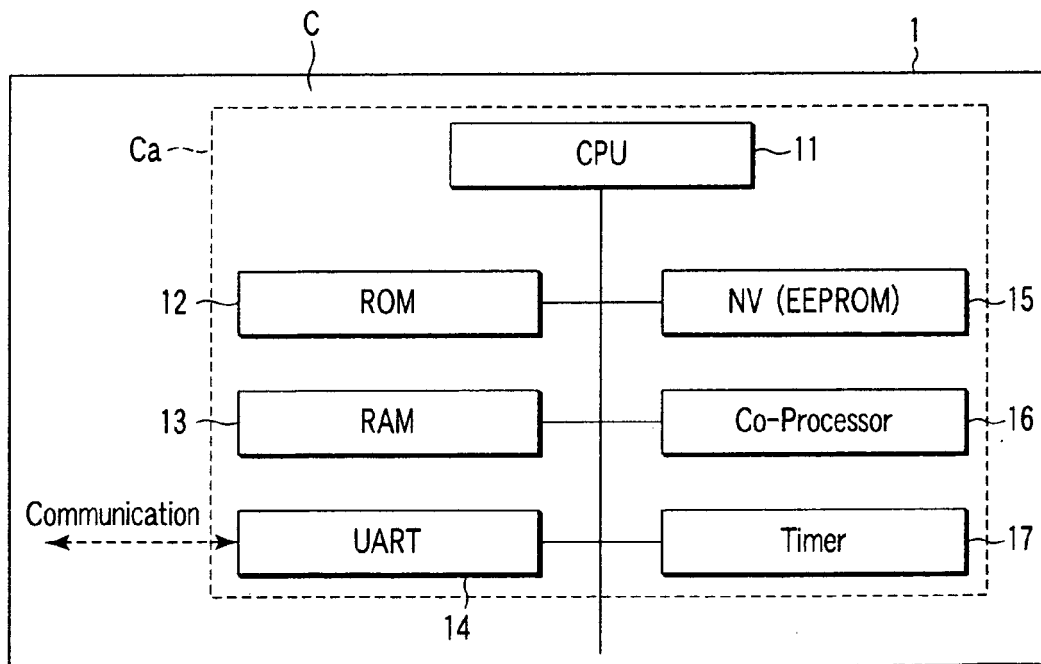 C
1
Ca
CPU
11
12
ROM
NV (EEPROM)
15
13
RAM
Co-Processor
16
Communication
UART
Timer
17
14